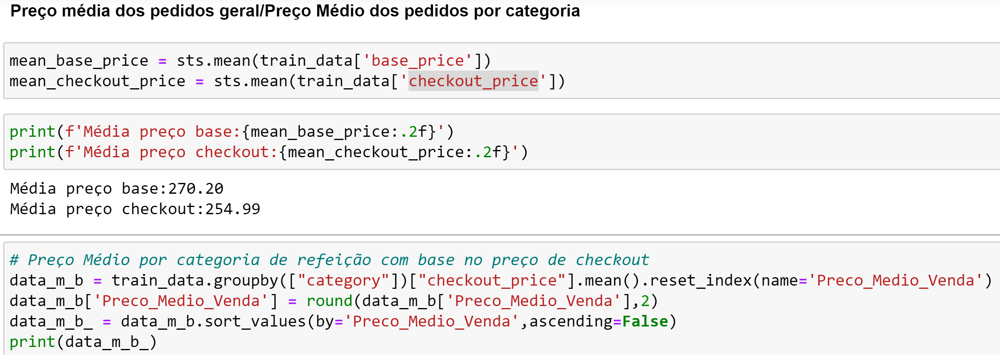 Preço média dos pedidos geral/Preço Médio dos pedidos por categoria
mean_base_price = sts.mean(train_data['base_price'])
mean_checkout_price = sts.mean(train_data['checkout_price'])
print(f'Média preço base:{mean_base_price:.2f}')
print(f'Média preço checkout:{mean_checkout_price:.2f}')
Média preço base:270.20
Média preço checkout:254.99
# Preço Médio por categoria de refeição com base no preço de checkout
data_m_b = train_data.groupby(["category"])["checkout_price"].mean().reset_index(name='Preco_Medio_Venda')
data_m_b['Preco_Medio_Venda'] = round(data_m_b['Preco_Medio_Venda'],2)
data_m_b_ = data_m_b.sort_values(by='Preco_Medio_Venda',ascending=False)
print(data_m_b_)